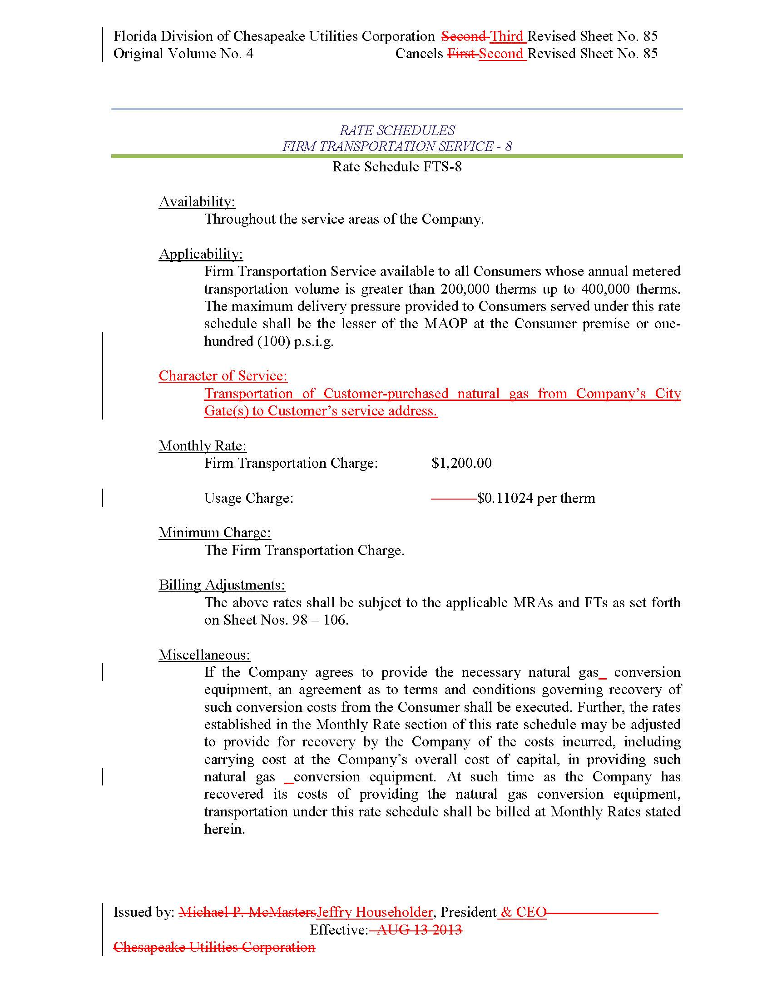 Florida Division of Chesapeake Utilities Corporation Second Third Revised Sheet No. 85
Original Volume No. 4 Cancels First Second Revised Sheet No. 85
RATE SCHEDULES
FIRM TRANSPORTATION SERVICE - 8
Rate Schedule FTS-8
Availability:
Throughout the service areas of the Company.
Applicability:
Firm Transportation Service available to all Consumers whose annual metered
transportation volume is greater than 200,000 therms up to 400,000 therms.
The maximum delivery pressure provided to Consumers served under this rate
schedule shall be the lesser of the MAOP at the Consumer premise or one-
hundred (100) p.s.i.g.
Character of Service:
Transportation of Customer-purchased natural gas from Company’s City
Gate(s) to Customer’s service address.
Monthly Rate:
Firm Transportation Charge: $1,200.00
Usage Charge: $0.11024 per therm
Minimum Charge:
The Firm Transportation Charge.
Billing Adjustments:
The above rates shall be subject to the applicable MRAs and FTs as set forth
on Sheet Nos. 98 – 106.
Miscellaneous:
If the Company agrees to provide the necessary natural gas conversion
equipment, an agreement as to terms and conditions governing recovery of
such conversion costs from the Consumer shall be executed. Further, the rates
established in the Monthly Rate section of this rate schedule may be adjusted
to provide for recovery by the Company of the costs incurred, including
carrying cost at the Company’s overall cost of capital, in providing such
natural gas conversion equipment. At such time as the Company has
recovered its costs of providing the natural gas conversion equipment,
transportation under this rate schedule shall be billed at Monthly Rates stated
herein.
Issued by: Michael P. McMastersJeffry Householder, President & CEO
Effective: AUG 13 2013
Chesapeake Utilities Corporation